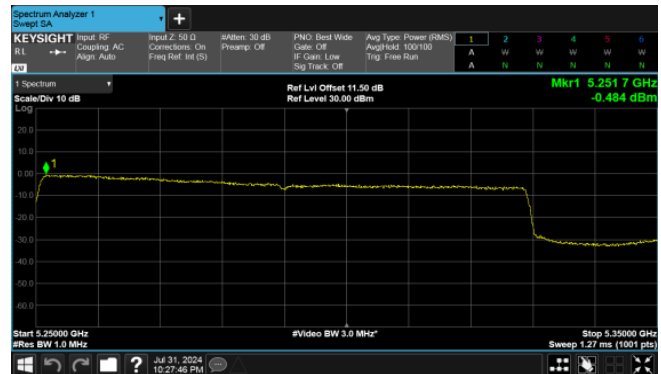 Spectrum Analyzer 1
Swept SA
+
KEYSIGHT
RL
LXI
Input: RF
Coupling: AC
Align: Auto
Input Z: 50 Ω
Corrections: On
Freq Ref: Int (S)
#Atten: 30 dB
Preamp: Off
PNO: Best Wide
Gate: Off
IF Gain: Low
Sig Track: Off
Avg Type: Power (RMS)
Avg|Hold: 100/100
Trig: Free Run
1 2 3 4 5 6
A W W W W W
A N N N N N
1 Spectrum
Scale/Div 10 dB
Log
Ref Lvl Offset 11.50 dB
Ref Level 30.00 dBm
Mkr1 5.251 7 GHz
-0.484 dBm
20.0
10.0
0.00
-10.0
-20.0
-30.0
-40.0
-50.0
-60.0
1
Start 5.25000 GHz
#Res BW 1.0 MHz
#Video BW 3.0 MHz*
Stop 5.35000 GHz
Sweep 1.27 ms (1001 pts)
?
Jul 31, 2024
10:27:46 PM